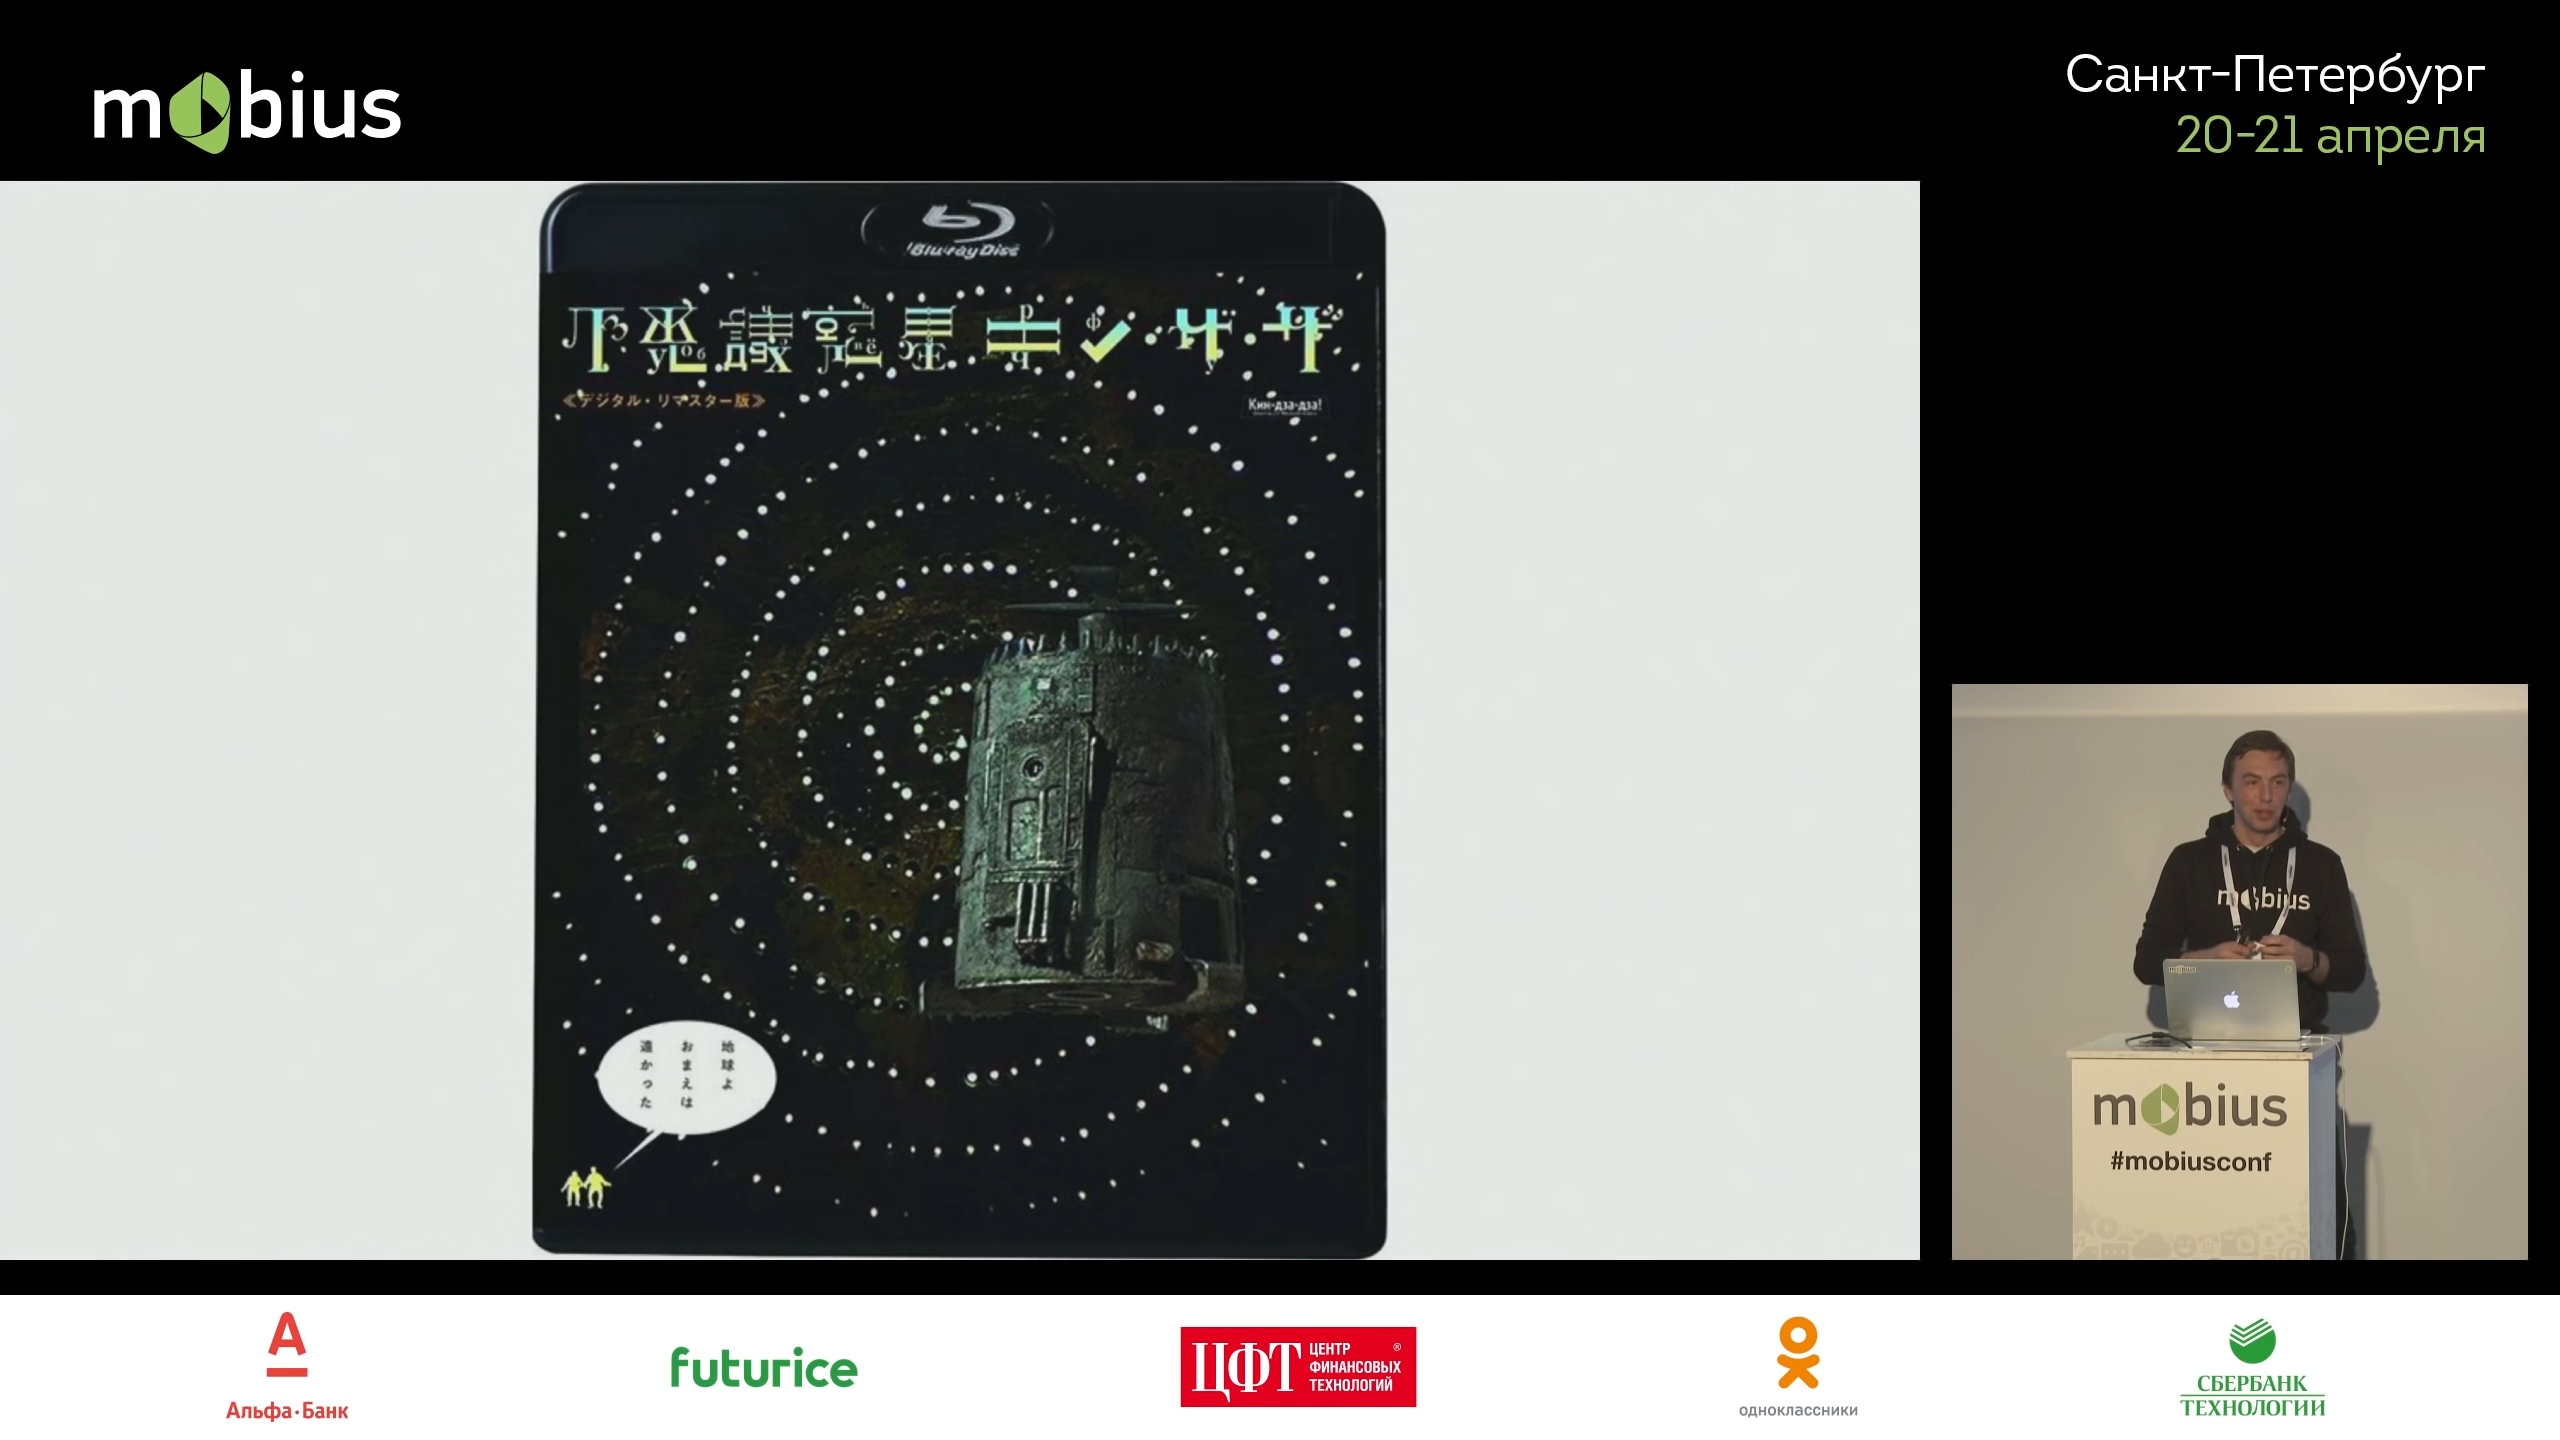 mobius
Санкт-Петербург
20-21 апреля
Blu-ray Disc
≪デジタル・リマスター版≫
Кин-дза-дза!
地球よ
おまえは
遠かった
mobius
mobius
mobius
#mobiusconf
Альфа·Банк
futurice
ЦФТ
ЦЕНТР ®
ФИНАНСОВЫХ
ТЕХНОЛОГИЙ
одноклассники
СБЕРБАНК
ТЕХНОЛОГИИ